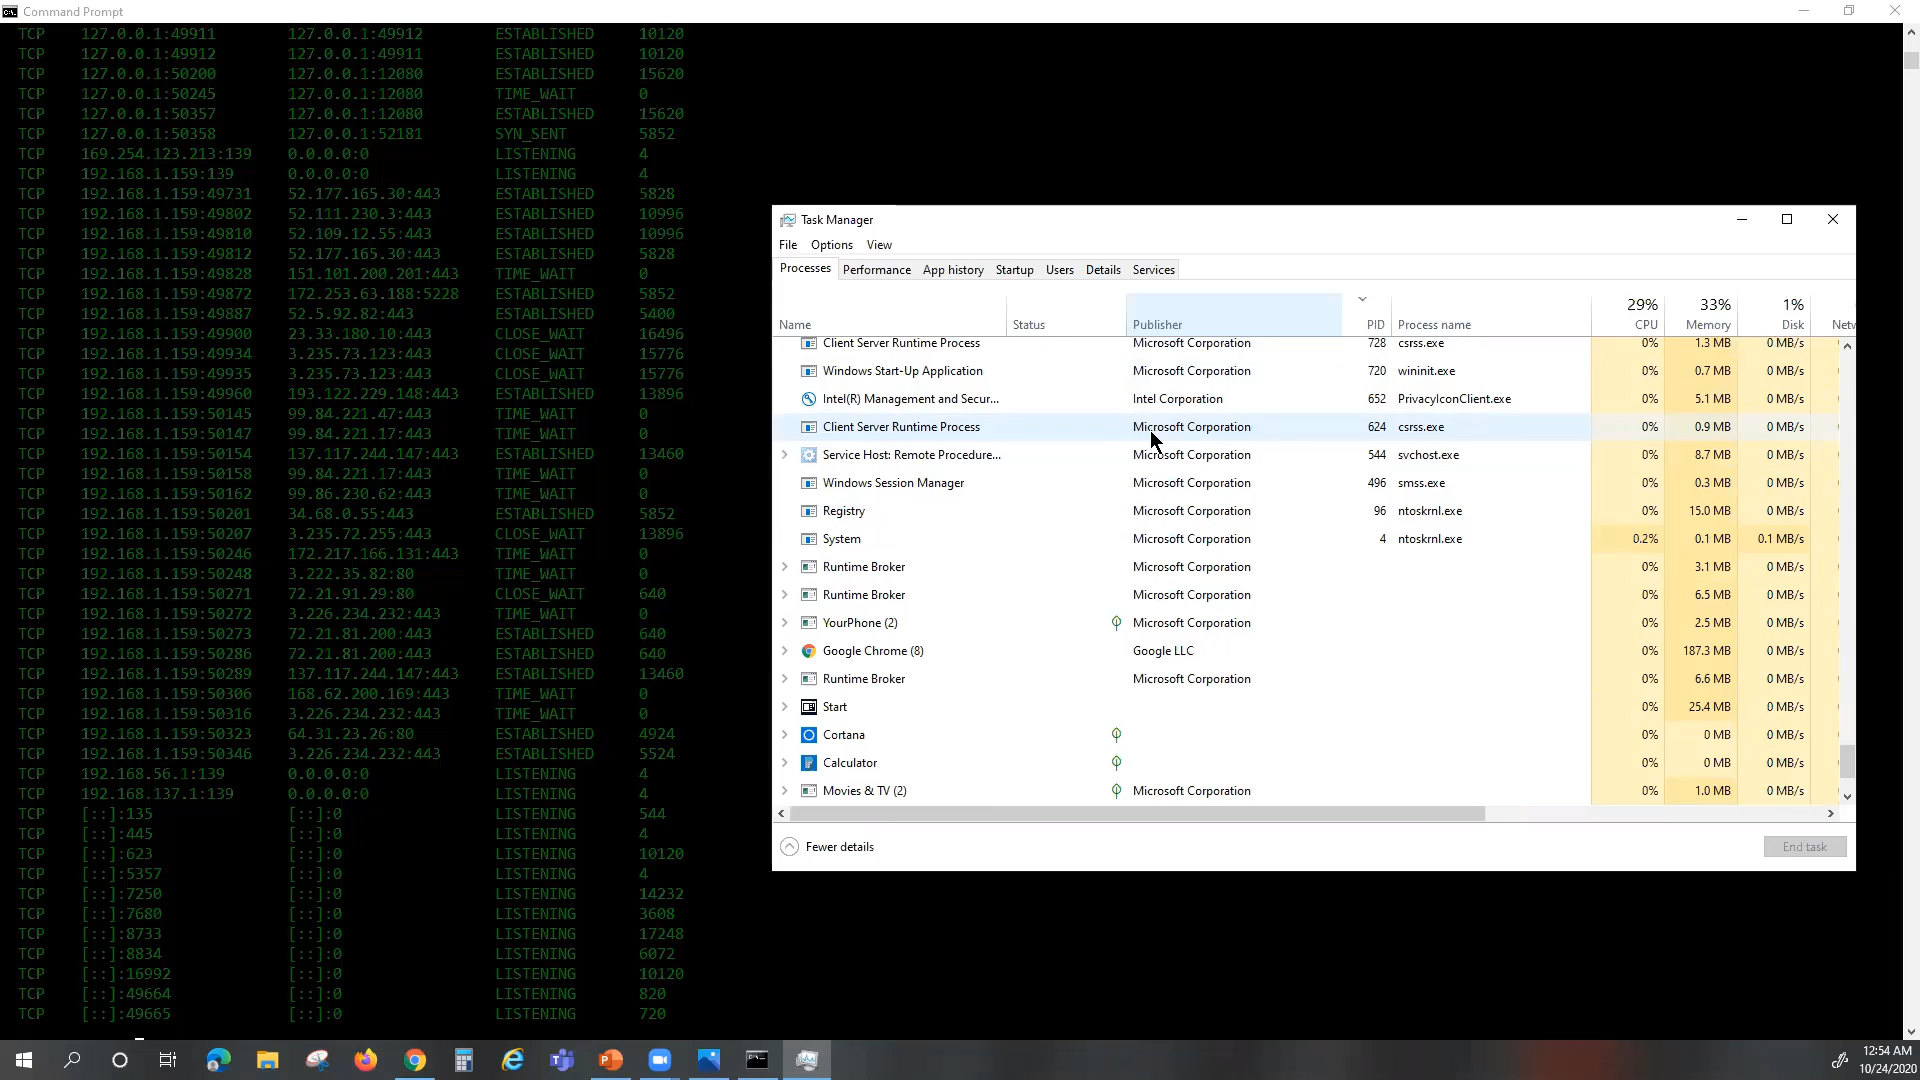 Command Prompt
TCP 127.0.0.1:49911 127.0.0.1:49912 ESTABLISHED 10120
TCP 127.0.0.1:49912 127.0.0.1:49911 ESTABLISHED 10120
TCP 127.0.0.1:50200 127.0.0.1:12080 ESTABLISHED 15620
TCP 127.0.0.1:50245 127.0.0.1:12080 TIME_WAIT 0
TCP 127.0.0.1:50357 127.0.0.1:12080 ESTABLISHED 15620
TCP 127.0.0.1:50358 127.0.0.1:52181 SYN_SENT 5852
TCP 169.254.123.213:139 0.0.0.0:0 LISTENING 4
TCP 192.168.1.159:139 0.0.0.0:0 LISTENING 4
TCP 192.168.1.159:49731 52.177.165.30:443 ESTABLISHED 5828
TCP 192.168.1.159:49802 52.111.230.3:443 ESTABLISHED 10996
TCP 192.168.1.159:49810 52.109.12.55:443 ESTABLISHED 10996
TCP 192.168.1.159:49812 52.177.165.30:443 ESTABLISHED 5828
TCP 192.168.1.159:49828 151.101.200.201:443 TIME_WAIT 0
TCP 192.168.1.159:49872 172.253.63.188:5228 ESTABLISHED 5852
TCP 192.168.1.159:49887 52.5.92.82:443 ESTABLISHED 5400
TCP 192.168.1.159:49900 23.33.180.10:443 CLOSE_WAIT 16496
TCP 192.168.1.159:49934 3.235.73.123:443 CLOSE_WAIT 15776
TCP 192.168.1.159:49935 3.235.73.123:443 CLOSE_WAIT 15776
TCP 192.168.1.159:49960 193.122.229.148:443 ESTABLISHED 13896
TCP 192.168.1.159:50145 99.84.221.47:443 TIME_WAIT 0
TCP 192.168.1.159:50147 99.84.221.17:443 TIME_WAIT 0
TCP 192.168.1.159:50154 137.117.244.147:443 ESTABLISHED 13460
TCP 192.168.1.159:50158 99.84.221.17:443 TIME_WAIT 0
TCP 192.168.1.159:50162 99.86.230.62:443 TIME_WAIT 0
TCP 192.168.1.159:50201 34.68.0.55:443 ESTABLISHED 5852
TCP 192.168.1.159:50207 3.235.72.255:443 CLOSE_WAIT 13896
TCP 192.168.1.159:50246 172.217.166.131:443 TIME_WAIT 0
TCP 192.168.1.159:50248 3.222.35.82:80 TIME_WAIT 0
TCP 192.168.1.159:50271 72.21.91.29:80 CLOSE_WAIT 640
TCP 192.168.1.159:50272 3.226.234.232:443 TIME_WAIT 0
TCP 192.168.1.159:50273 72.21.81.200:443 ESTABLISHED 640
TCP 192.168.1.159:50286 72.21.81.200:443 ESTABLISHED 640
TCP 192.168.1.159:50289 137.117.244.147:443 ESTABLISHED 13460
TCP 192.168.1.159:50306 168.62.200.169:443 TIME_WAIT 0
TCP 192.168.1.159:50316 3.226.234.232:443 TIME_WAIT 0
TCP 192.168.1.159:50323 64.31.23.26:80 ESTABLISHED 4924
TCP 192.168.1.159:50346 3.226.234.232:443 ESTABLISHED 5524
TCP 192.168.56.1:139 0.0.0.0:0 LISTENING 4
TCP 192.168.137.1:139 0.0.0.0:0 LISTENING 4
TCP [::]:135 [::]:0 LISTENING 544
TCP [::]:445 [::]:0 LISTENING 4
TCP [::]:623 [::]:0 LISTENING 10120
TCP [::]:5357 [::]:0 LISTENING 4
TCP [::]:7250 [::]:0 LISTENING 14232
TCP [::]:7680 [::]:0 LISTENING 3608
TCP [::]:8733 [::]:0 LISTENING 17248
TCP [::]:8834 [::]:0 LISTENING 6072
TCP [::]:16992 [::]:0 LISTENING 10120
TCP [::]:49664 [::]:0 LISTENING 820
TCP [::]:49665 [::]:0 LISTENING 720
Task Manager
File Options View
Processes Performance App history Startup Users Details Services
29% 33% 1%
Name Status Publisher PID Process name CPU Memory Disk Netw
Client Server Runtime Process Microsoft Corporation 728 csrss.exe 0% 1.3 MB 0 MB/s
Windows Start-Up Application Microsoft Corporation 720 wininit.exe 0% 0.7 MB 0 MB/s
Intel(R) Management and Secur... Intel Corporation 652 PrivacyIconClient.exe 0% 5.1 MB 0 MB/s
Client Server Runtime Process Microsoft Corporation 624 csrss.exe 0% 0.9 MB 0 MB/s
Service Host: Remote Procedure... Microsoft Corporation 544 svchost.exe 0% 8.7 MB 0 MB/s
Windows Session Manager Microsoft Corporation 496 smss.exe 0% 0.3 MB 0 MB/s
Registry Microsoft Corporation 96 ntoskrnl.exe 0% 15.0 MB 0 MB/s
System Microsoft Corporation 4 ntoskrnl.exe 0.2% 0.1 MB 0.1 MB/s
Runtime Broker Microsoft Corporation 0% 3.1 MB 0 MB/s
Runtime Broker Microsoft Corporation 0% 6.5 MB 0 MB/s
YourPhone (2) Microsoft Corporation 0% 2.5 MB 0 MB/s
Google Chrome (8) Google LLC 0% 187.3 MB 0 MB/s
Runtime Broker Microsoft Corporation 0% 6.6 MB 0 MB/s
Start 0% 25.4 MB 0 MB/s
Cortana 0% 0 MB 0 MB/s
Calculator 0% 0 MB 0 MB/s
Movies & TV (2) Microsoft Corporation 0% 1.0 MB 0 MB/s
Fewer details End task
12:54 AM
10/24/2020